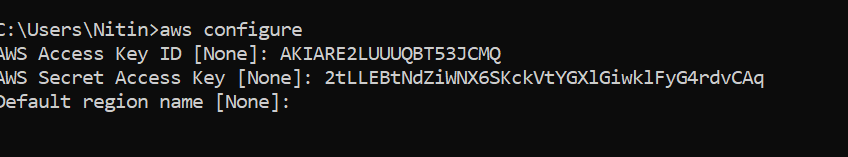 C:\Users\Nitin>aws configure
AWS Access Key ID [None]: AKIARE2LUUUQBT53JCMQ
AWS Secret Access Key [None]: 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
Default region name [None]: